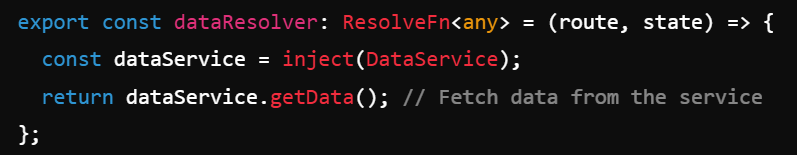 export const dataResolver: ResolveFn<any> = (route, state) => {
  const dataService = inject(DataService);
  return dataService.getData(); // Fetch data from the service
};